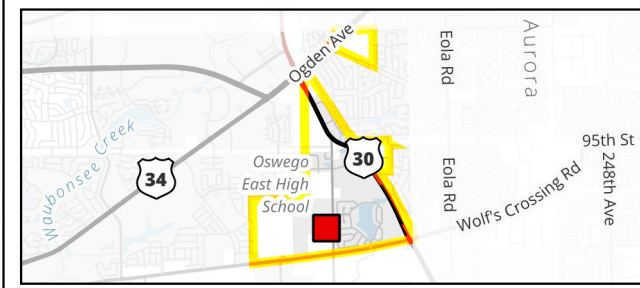 Ogden Ave
Eola Rd
Aurora
Waubonsee Creek
34
Oswego
East High
School
30
Eola Rd
95th St
248th Ave
Wolf's Crossing Rd